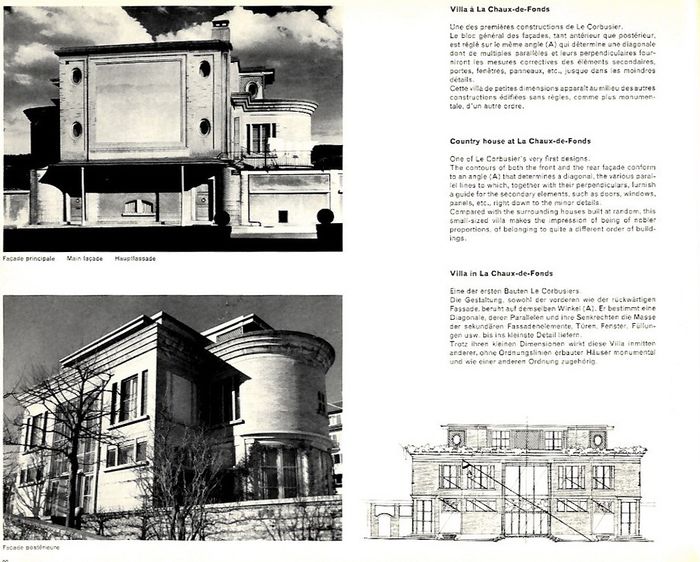 Villa à La Chaux-de-Fonds
Une des premières constructions de Le Corbusier.
Le bloc général des façades, tant antérieur que postérieur,
est réglé sur le même angle (A) qui détermine une diagonale
dont de multiples parallèles et leurs perpendiculaires four-
niront les mesures correctives des éléments secondaires,
portes, fenêtres, panneaux, etc., jusque dans les moindres
détails.
Cette villa de petites dimensions apparaît au milieu des autres
constructions édifiées sans règles, comme plus monumen-
tale, d'un autre ordre.
Country house at La Chaux-de-Fonds
One of Le Corbusier's very first designs.
The contours of both the front and the rear façade conform
to an angle (A) that determines a diagonal, the various paral-
lel lines to which, together with their perpendiculars, furnish
a guide for the secondary elements, such as doors, windows,
panels, etc., right down to the minor details.
Compared with the surrounding houses built at random, this
small-sized villa makes the impression of being of nobler
proportions, of belonging to quite a different order of build-
ings.
Villa in La Chaux-de-Fonds
Eine der ersten Bauten Le Corbusiers.
Die Gestaltung, sowohl der vorderen wie der rückwärtigen
Fassade, beruht auf demselben Winkel (A). Er bestimmt eine
Diagonale, deren Parallelen und ihre Senkrechten die Masse
der sekundären Fassadenelemente, Türen, Fenster, Füllun-
gen usw. bis ins kleinste Detail liefern.
Trotz ihren kleinen Dimensionen wirkt diese Villa inmitten
anderer, ohne Ordnungslinien erbauter Häuser monumental
und wie einer anderen Ordnung zugehörig.
Façade principale Main façade Hauptfassade
Façade postérieure